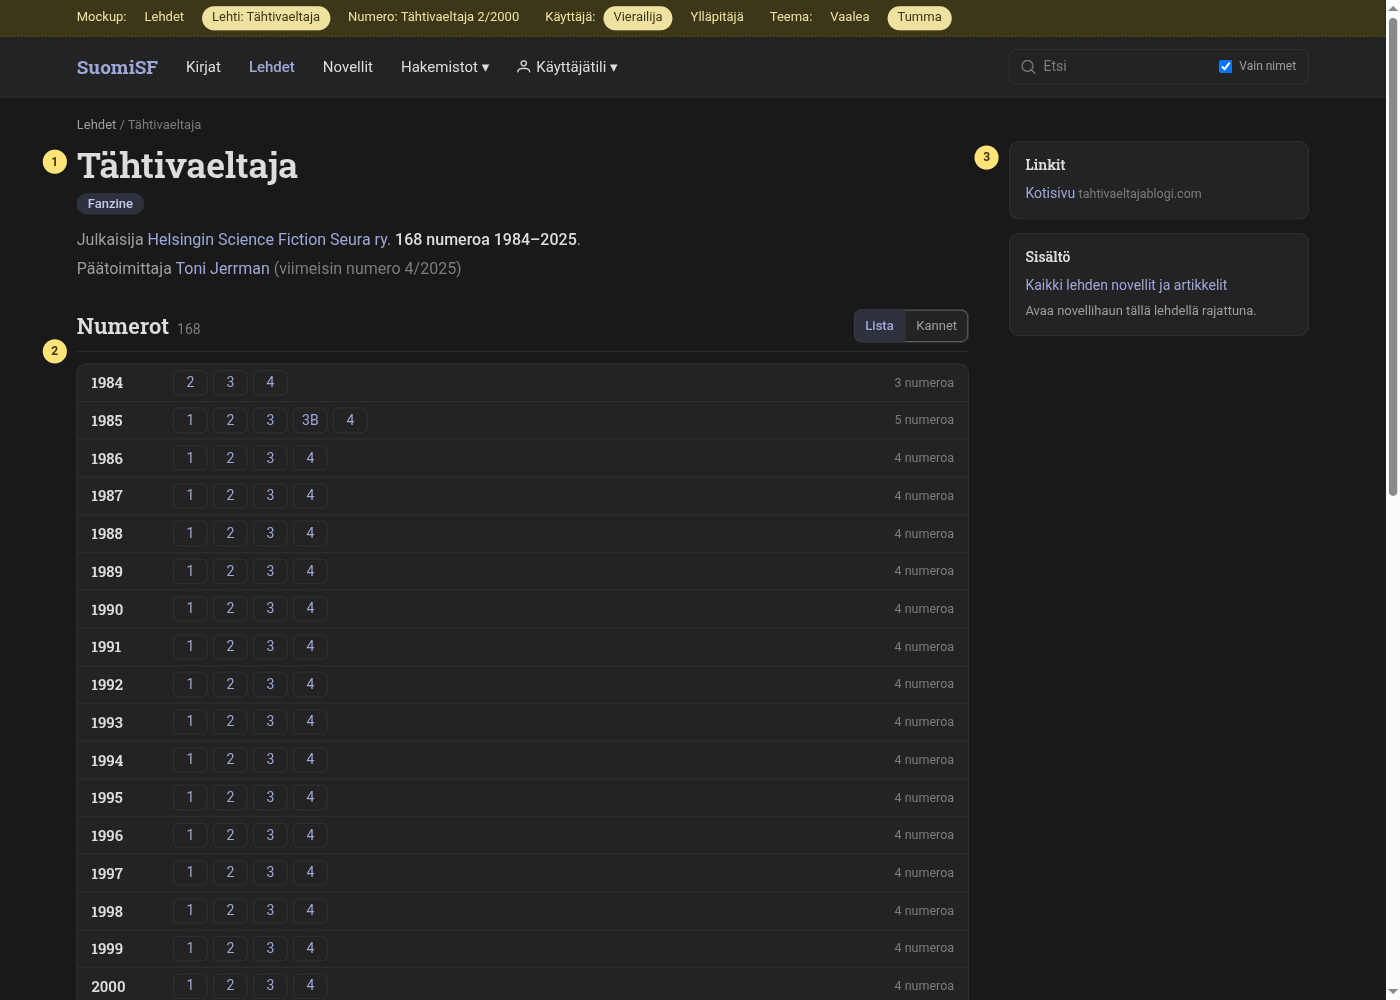 Mockup: Lehdet Lehti: Tähtivaeltaja Numero: Tähtivaeltaja 2/2000 Käyttäjä: Vierailija Ylläpitäjä Teema: Vaalea Tumma
SuomiSF Kirjat Lehdet Novellit Hakemistot ▾ Käyttäjätili ▾ Etsi Vain nimet
Lehdet / Tähtivaeltaja
1 Tähtivaeltaja
Fanzine
Julkaisija Helsingin Science Fiction Seura ry. 168 numeroa 1984–2025.
Päätoimittaja Toni Jerrman (viimeisin numero 4/2025)
Numerot 168 Lista Kannet
2
1984 2 3 4 3 numeroa
1985 1 2 3 3B 4 5 numeroa
1986 1 2 3 4 4 numeroa
1987 1 2 3 4 4 numeroa
1988 1 2 3 4 4 numeroa
1989 1 2 3 4 4 numeroa
1990 1 2 3 4 4 numeroa
1991 1 2 3 4 4 numeroa
1992 1 2 3 4 4 numeroa
1993 1 2 3 4 4 numeroa
1994 1 2 3 4 4 numeroa
1995 1 2 3 4 4 numeroa
1996 1 2 3 4 4 numeroa
1997 1 2 3 4 4 numeroa
1998 1 2 3 4 4 numeroa
1999 1 2 3 4 4 numeroa
2000 1 2 3 4 4 numeroa
3
Linkit
Kotisivu tahtivaeltajablogi.com
Sisältö
Kaikki lehden novellit ja artikkelit
Avaa novellihaun tällä lehdellä rajattuna.